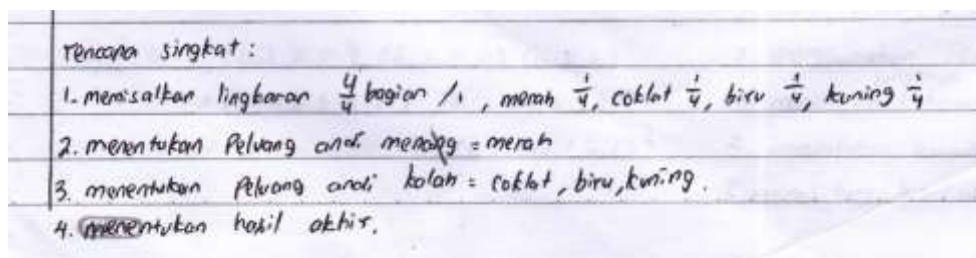 rencana singkat :
1. memisalkan lingkaran 4/4 bagian / 1 , merah 1/4, coklat 1/4, biru 1/4, kuning 1/4
2. menentukan Peluang andi menang = merah
3. menentukan Peluang andi kalah = coklat, biru, kuning.
4. menentukan hasil akhir.